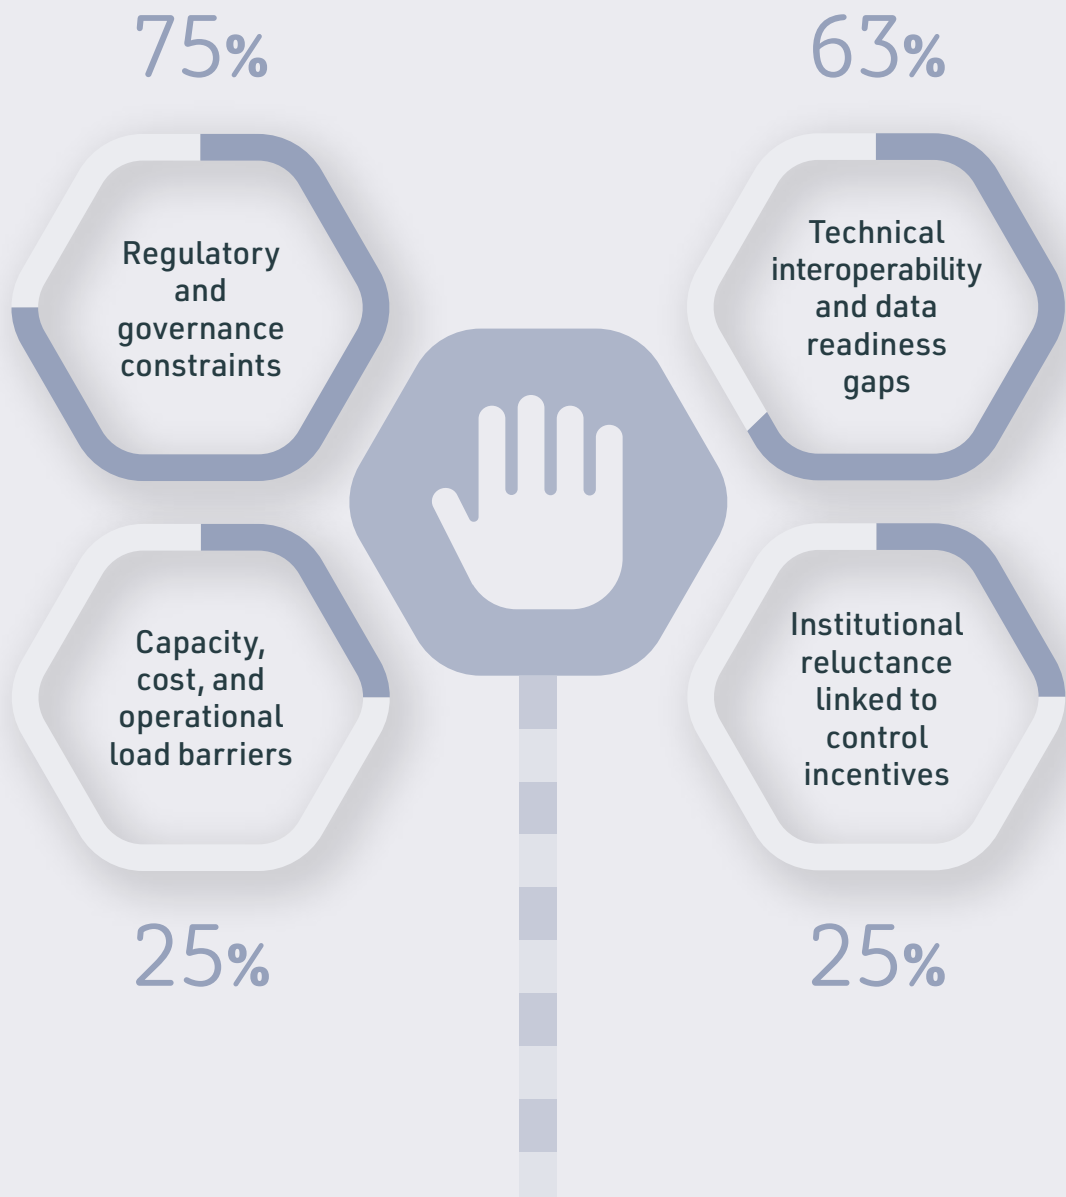 75%
Regulatory
and
governance
constraints
63%
Technical
interoperability
and data
readiness
gaps
Capacity,
cost, and
operational
load barriers
25%
Institutional
reluctance
linked to
control
incentives
25%